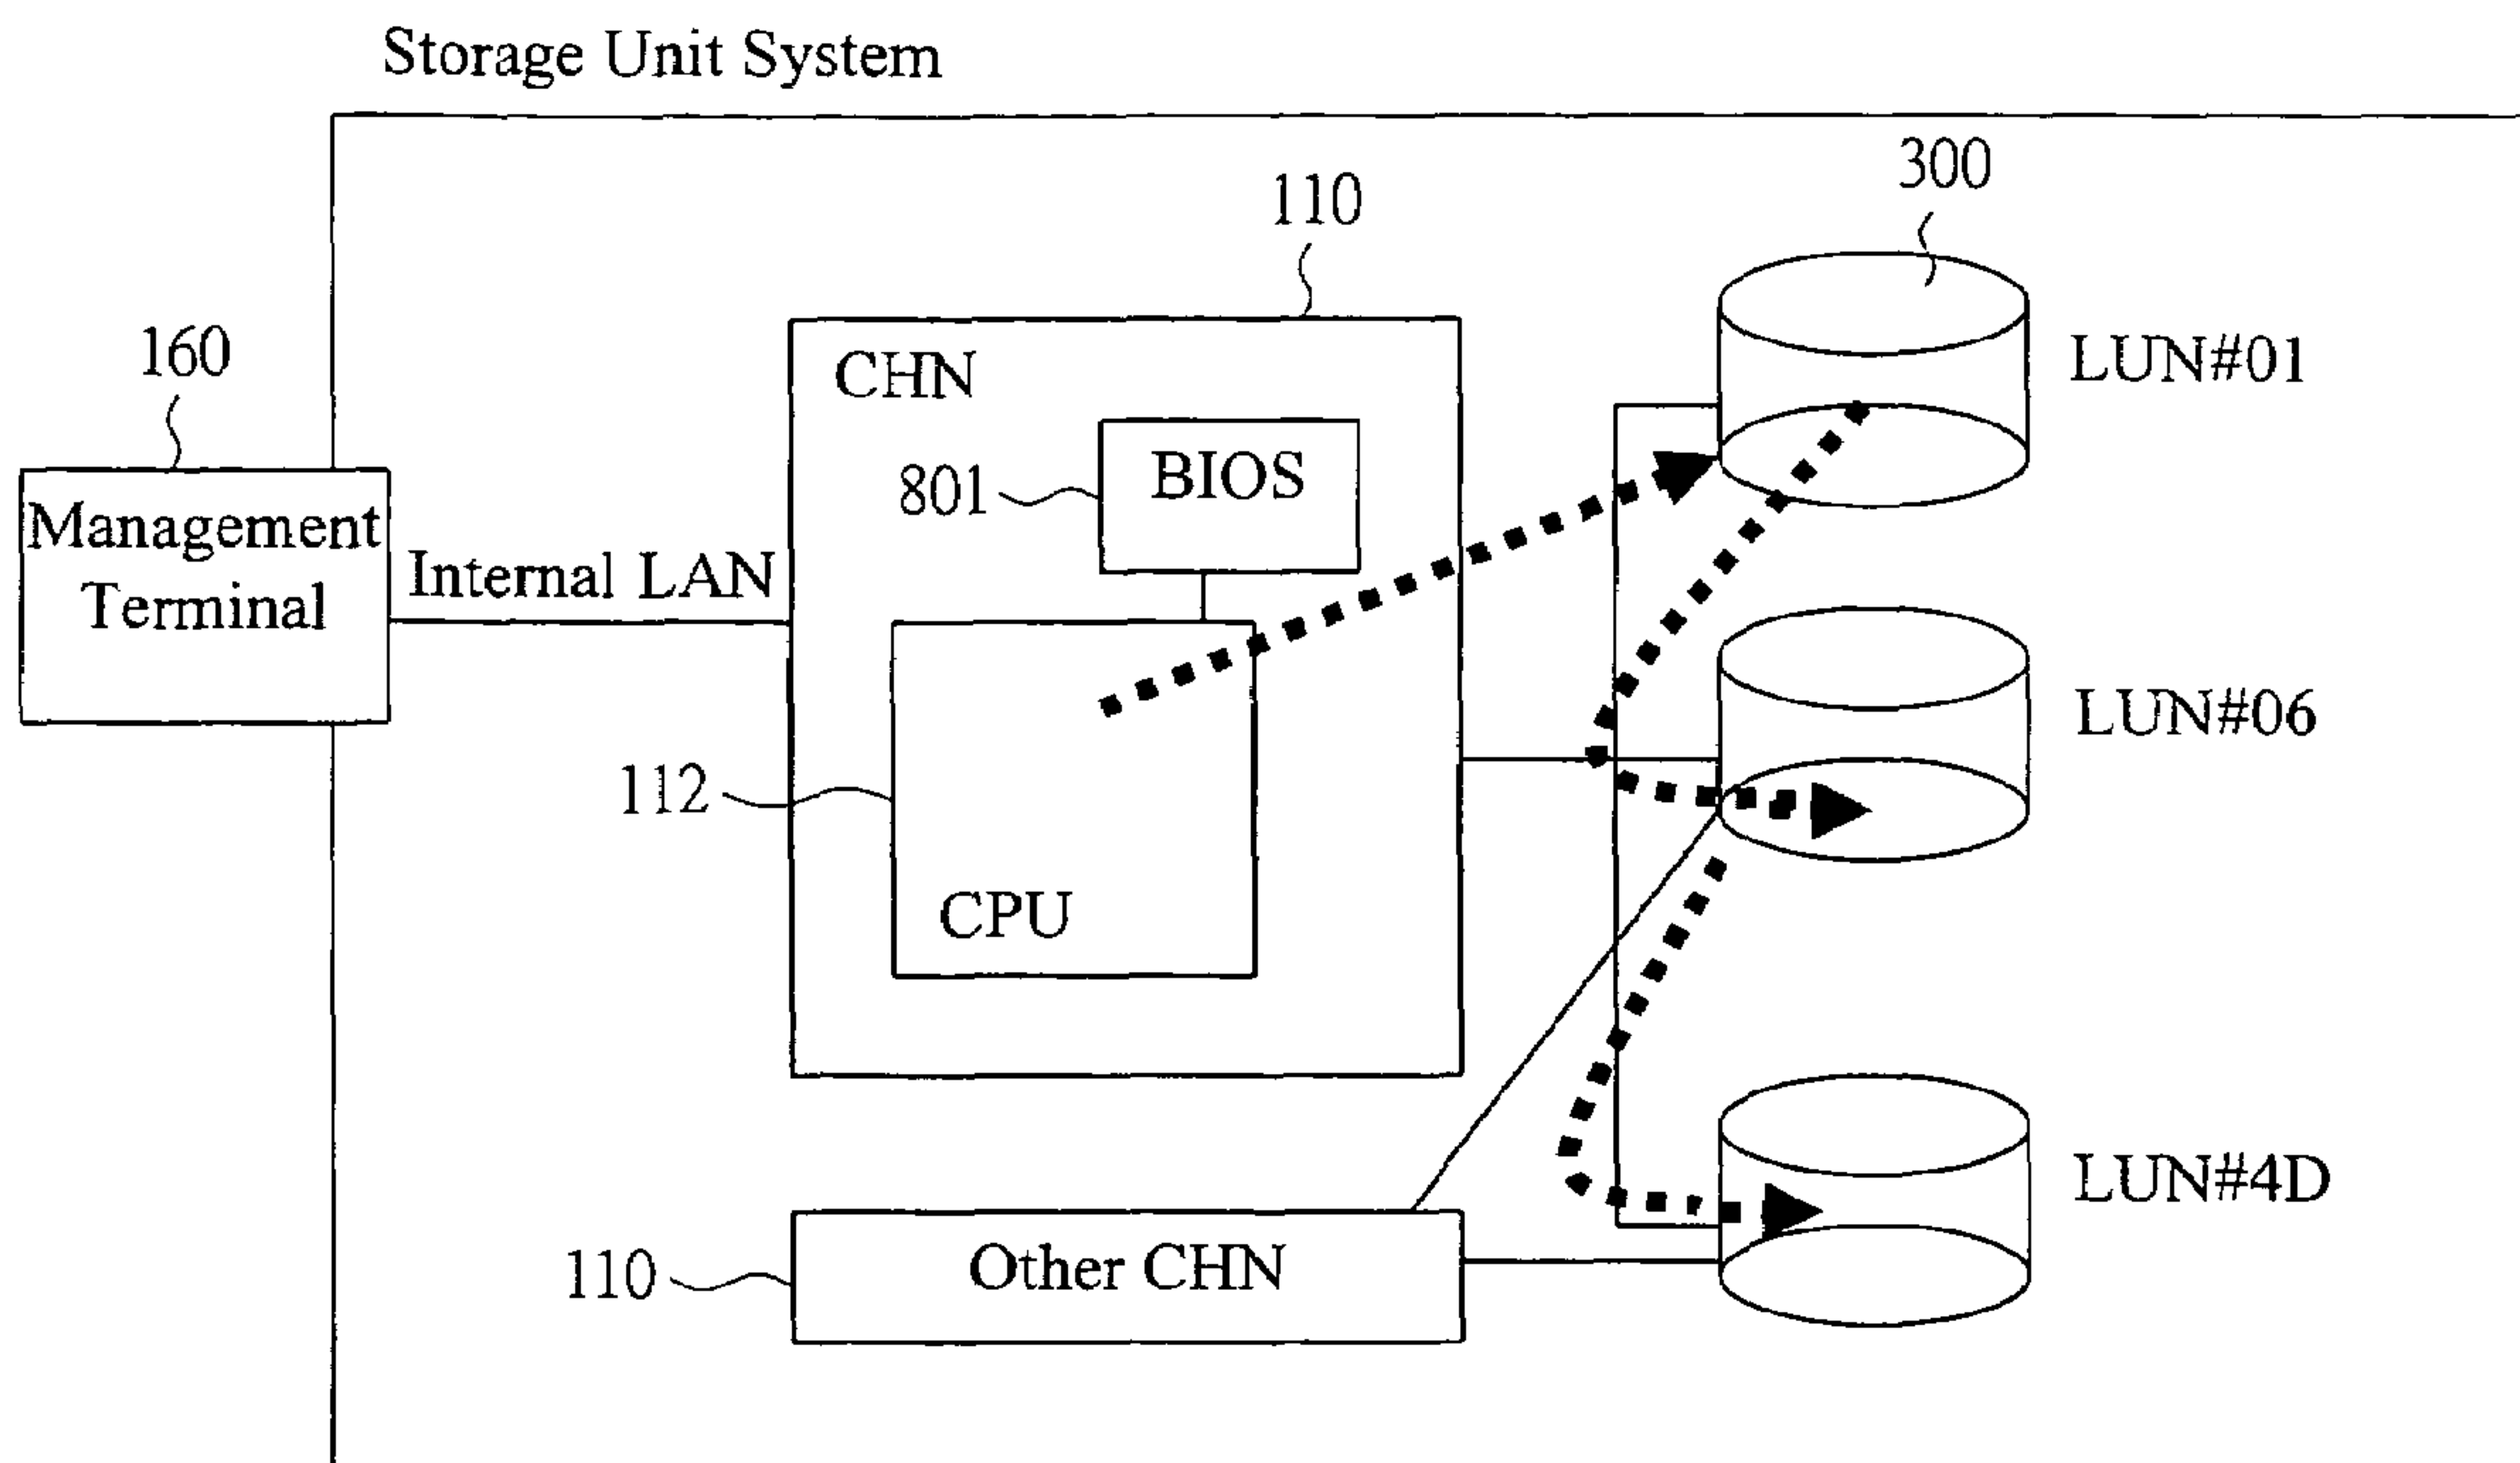 Storage Unit System
300
110
160
CHN
LUN#01
BIOS
801
Management
Terminal
Internal LAN
LUN#06
112
CPU
LUN#4D
Other CHN
110